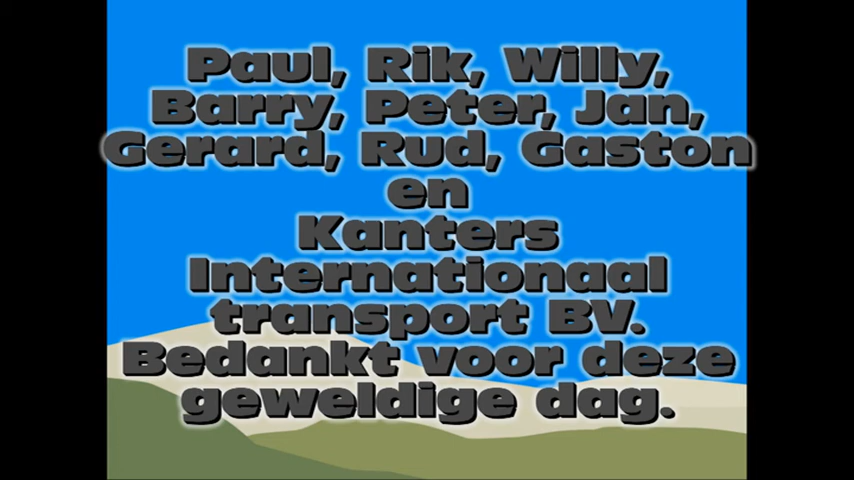 Paul, Rik, Willy,
Barry, Peter, Jan,
Gerard, Rud, Gaston
en
Kanters
Internationaal
transport BV.
Bedankt voor deze
geweldige dag.